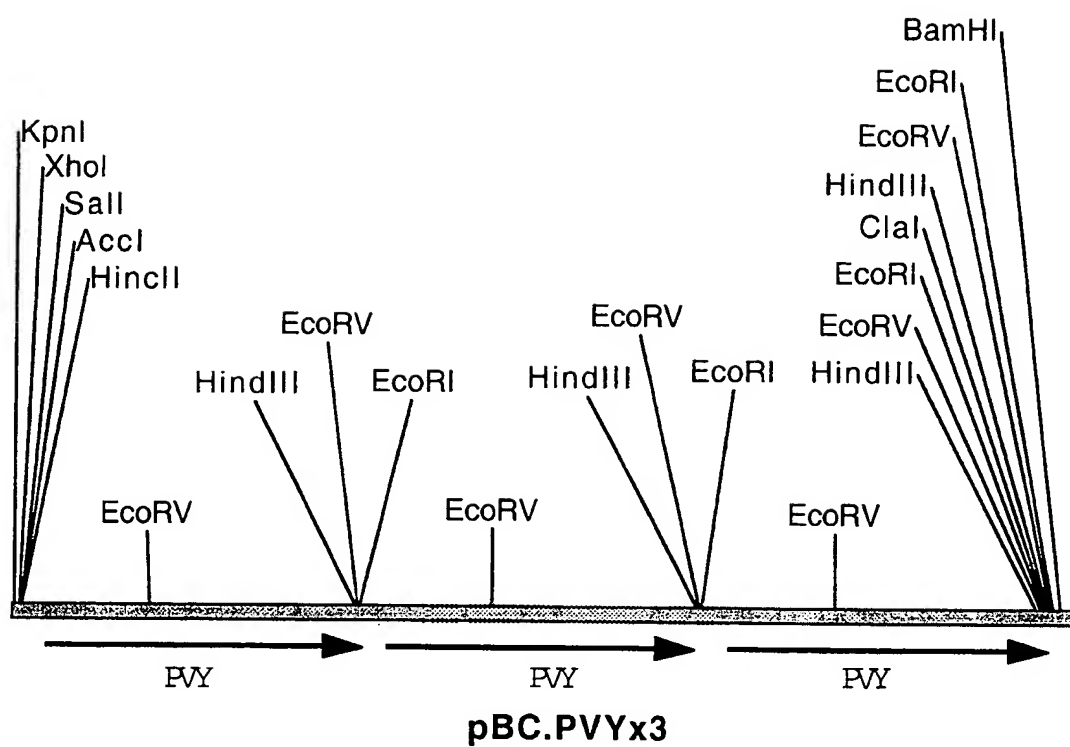 BamHI
EcoRI
KpnI
EcoRV
XhoI
HindIII
SalI
ClaI
AccI
EcoRI
HincII
EcoRV
EcoRV
EcoRV
HindIII
EcoRI
HindIII
EcoRI
HindIII
EcoRV
EcoRV
EcoRV
PVY
PVY
PVY
pBC.PVYx3